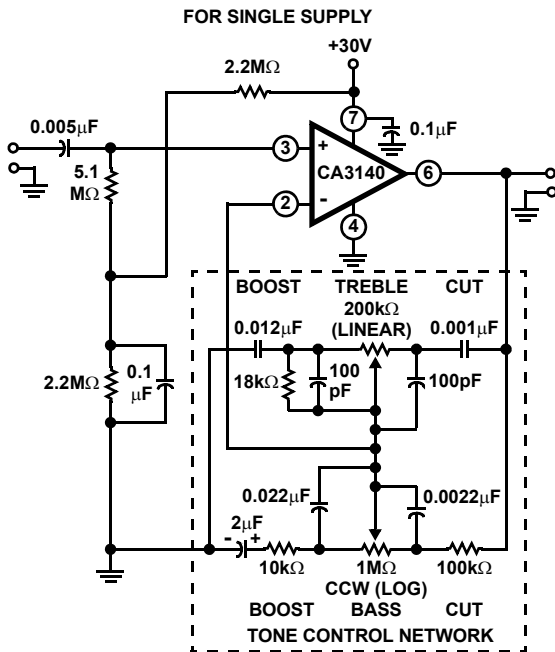 FOR SINGLE SUPPLY
+30V
2.2MΩ
0.005μF
7
0.1μF
3
+
5.1
MΩ
CA3140
6
2
-
4
BOOST
TREBLE
CUT
200kΩ
(LINEAR)
0.012μF
0.001μF
18kΩ
100
pF
100pF
2.2MΩ
0.1
μF
0.022μF
0.0022μF
- 2μF +
10kΩ
1MΩ
100kΩ
CCW (LOG)
BOOST
BASS
CUT
TONE CONTROL NETWORK